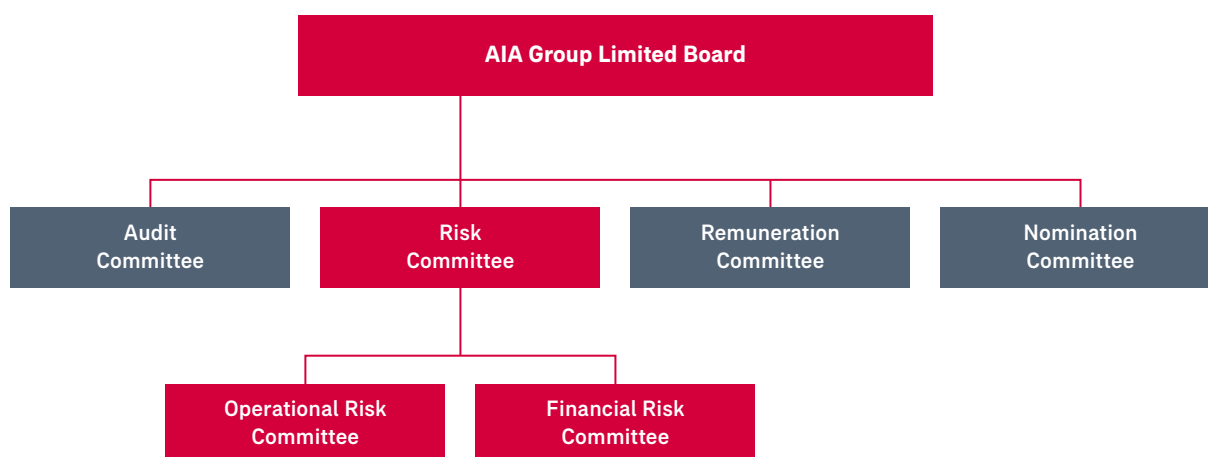 AIA Group Limited Board
Audit
Committee
Risk
Committee
Remuneration
Committee
Nomination
Committee
Operational Risk
Committee
Financial Risk
Committee